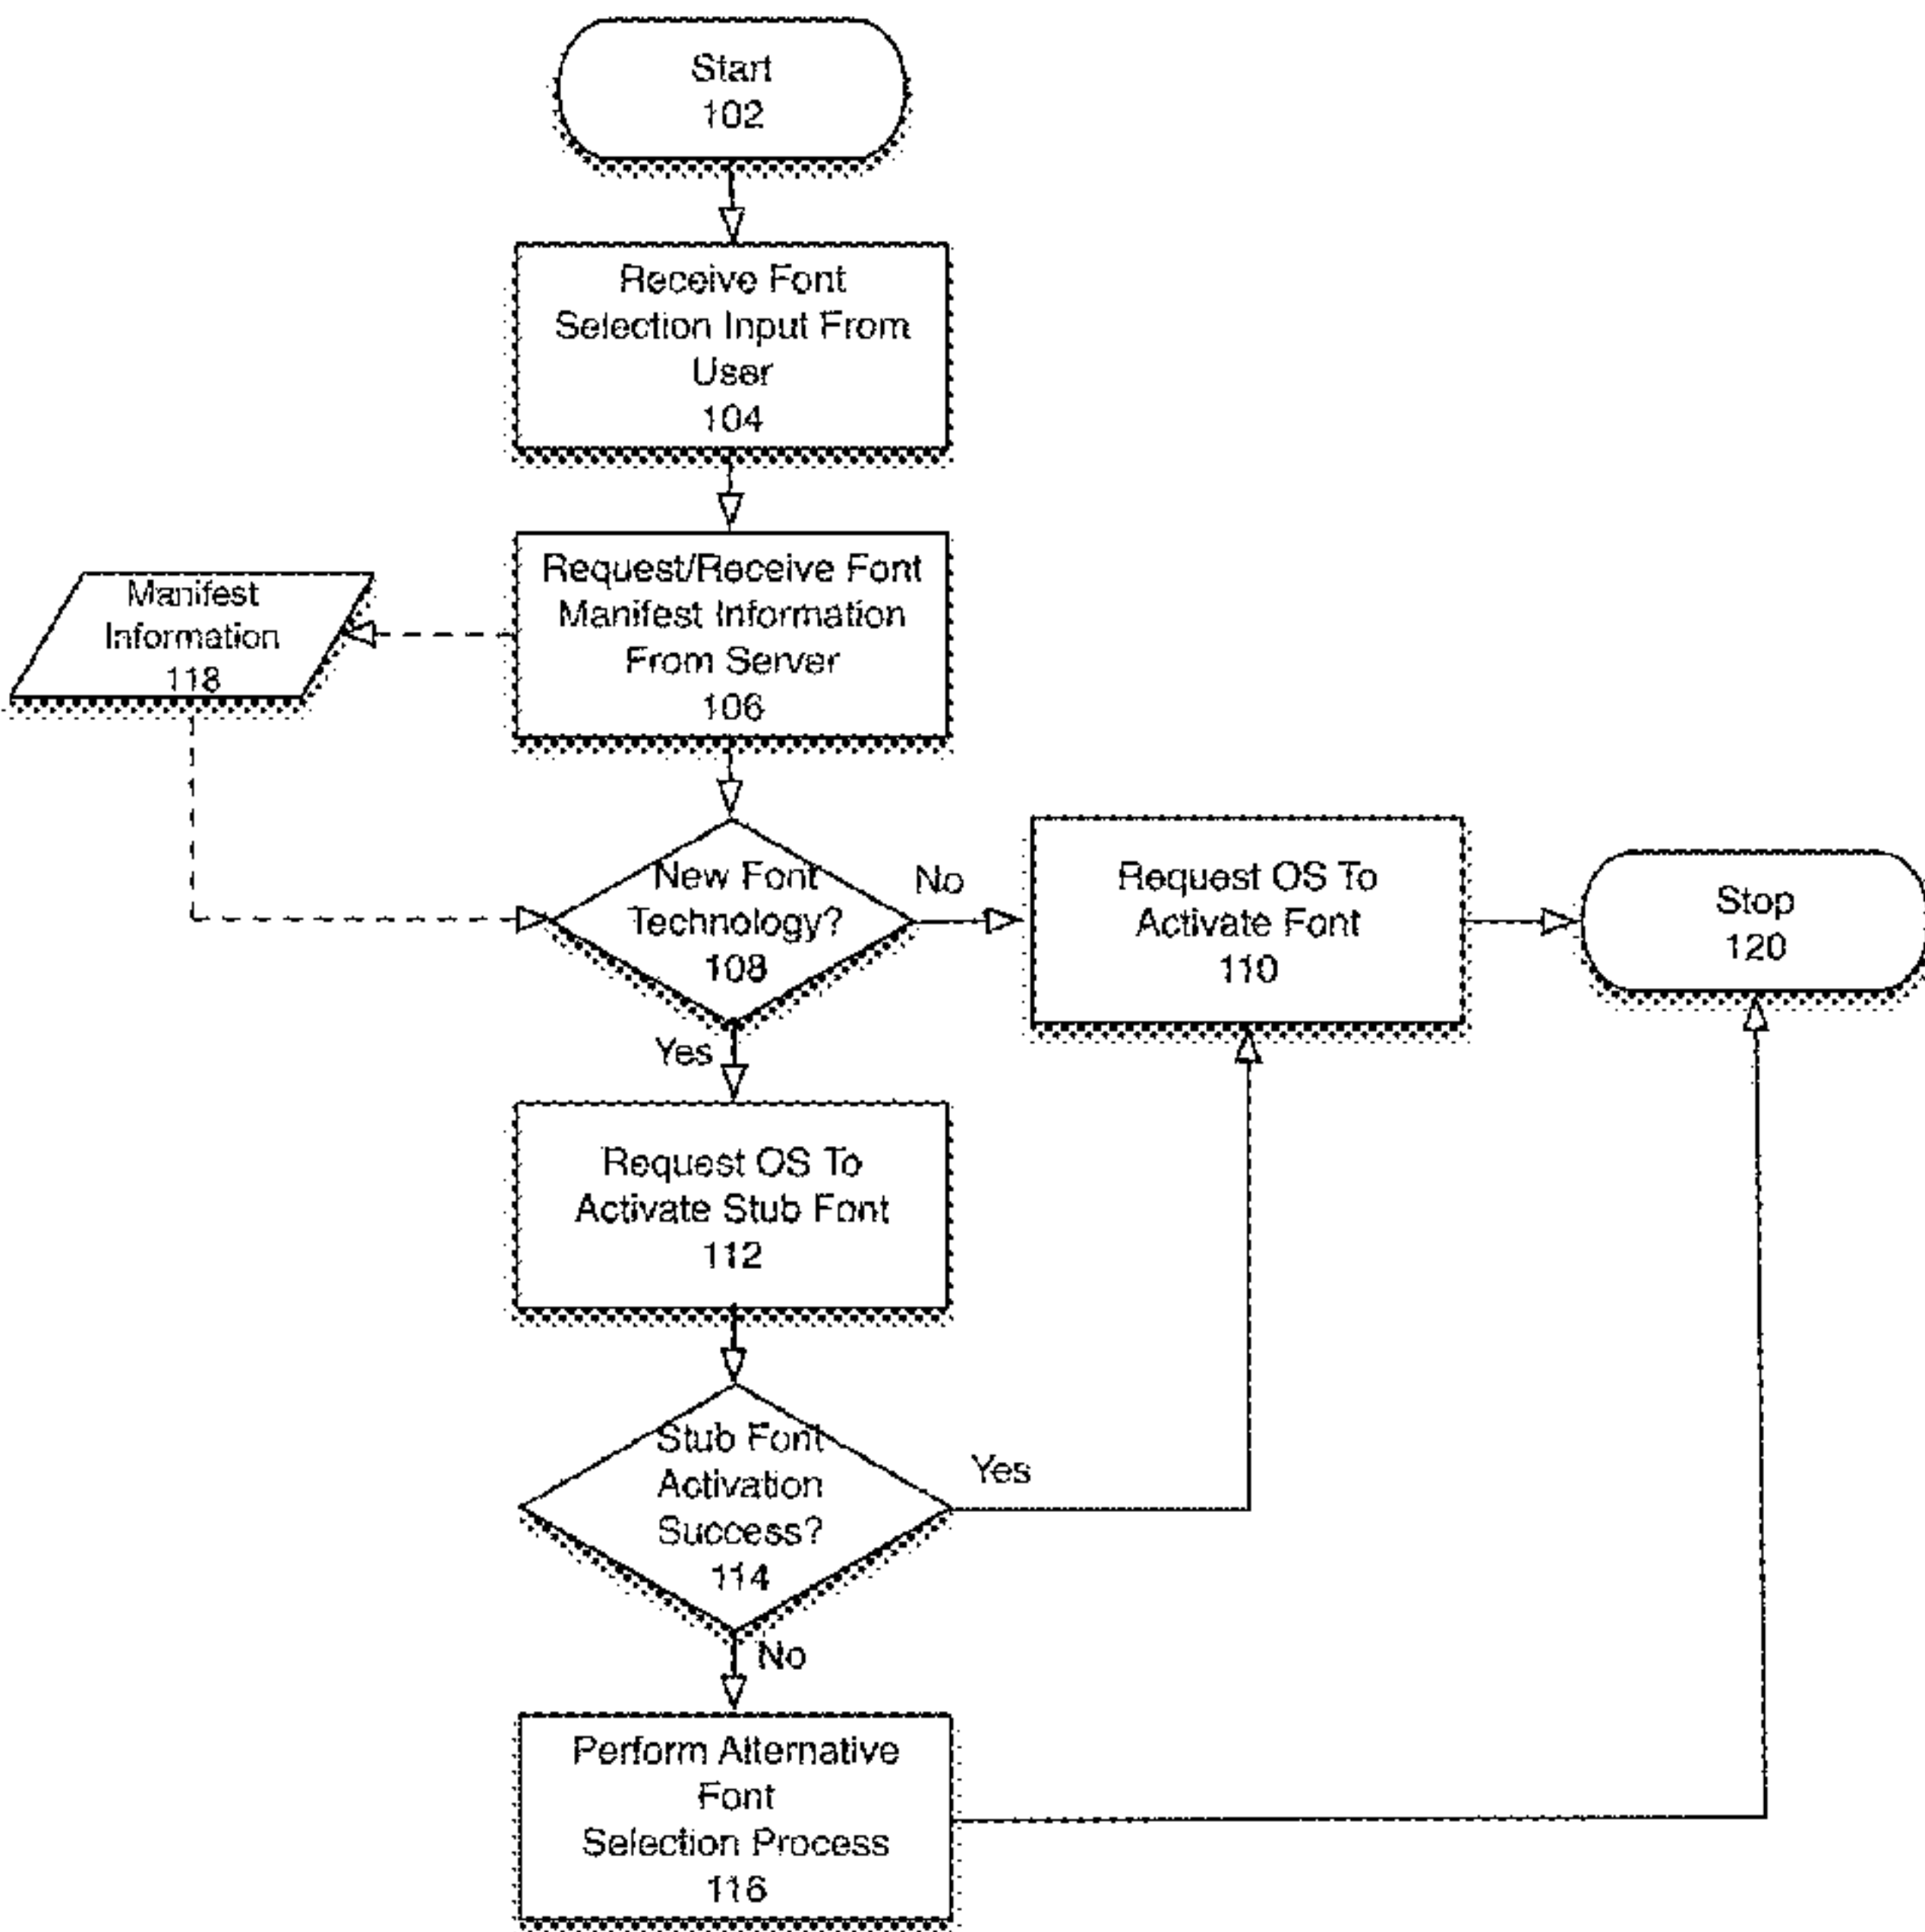 Start
102
Receive Font
Selection Input From
User
104
Request/Receive Font
Manifest Information
From Server
106
Manifest
Information
118
New Font
Technology?
108
No
Request OS To
Activate Font
110
Stop
120
Yes
Request OS To
Activate Stub Font
112
Stub Font
Activation
Success?
114
Yes
No
Perform Alternative
Font
Selection Process
116